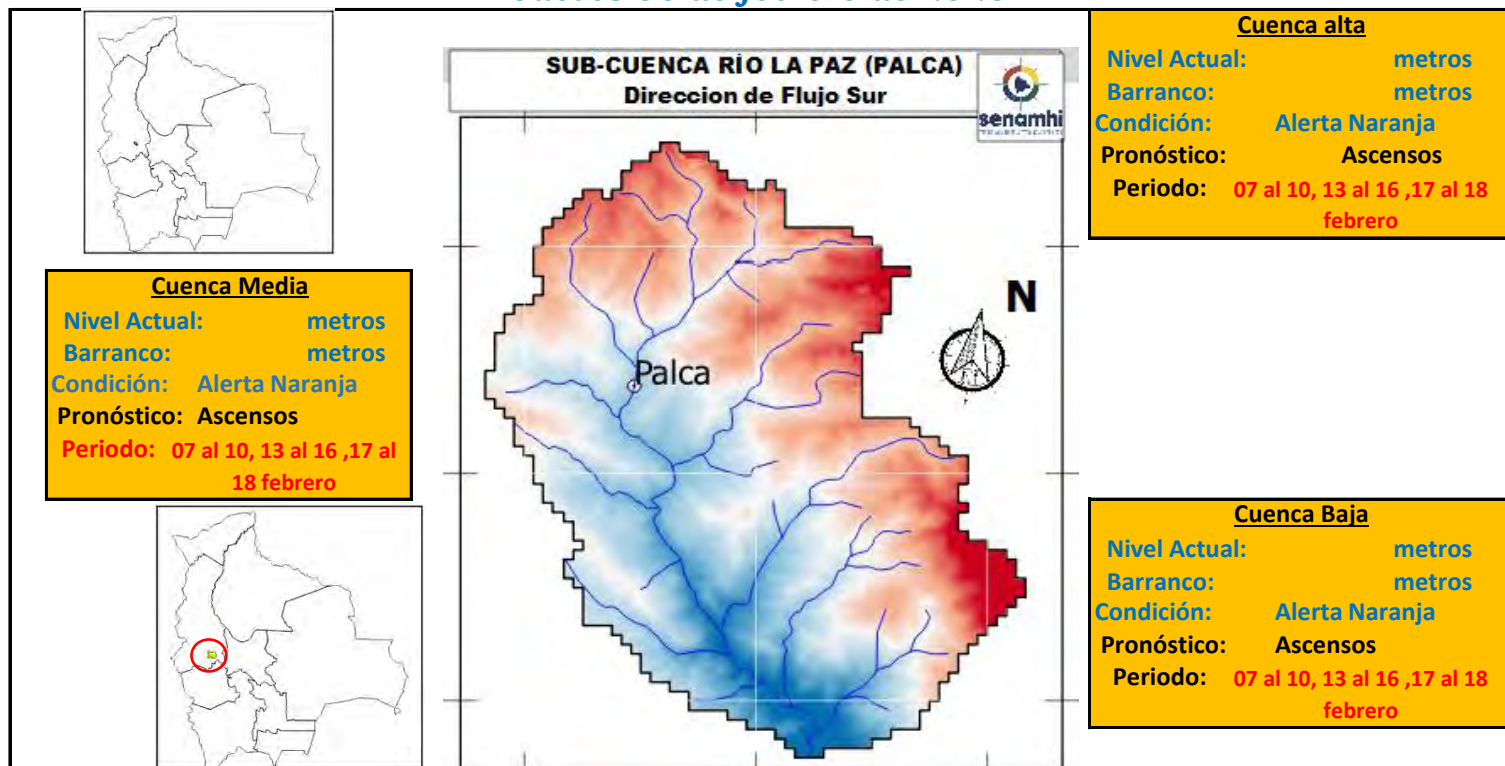 SUB-CUENCA RÍO LA PAZ (PALCA)
Direccion de Flujo Sur
senamhi
Cuenca alta
Nivel Actual: metros
Barranco: metros
Condición: Alerta Naranja
Pronóstico: Ascensos
Periodo: 07 al 10, 13 al 16 ,17 al 18
febrero
Cuenca Media
Nivel Actual: metros
Barranco: metros
Condición: Alerta Naranja
Pronóstico: Ascensos
Periodo: 07 al 10, 13 al 16 ,17 al
18 febrero
N
Palca
Cuenca Baja
Nivel Actual: metros
Barranco: metros
Condición: Alerta Naranja
Pronóstico: Ascensos
Periodo: 07 al 10, 13 al 16 ,17 al 18
febrero